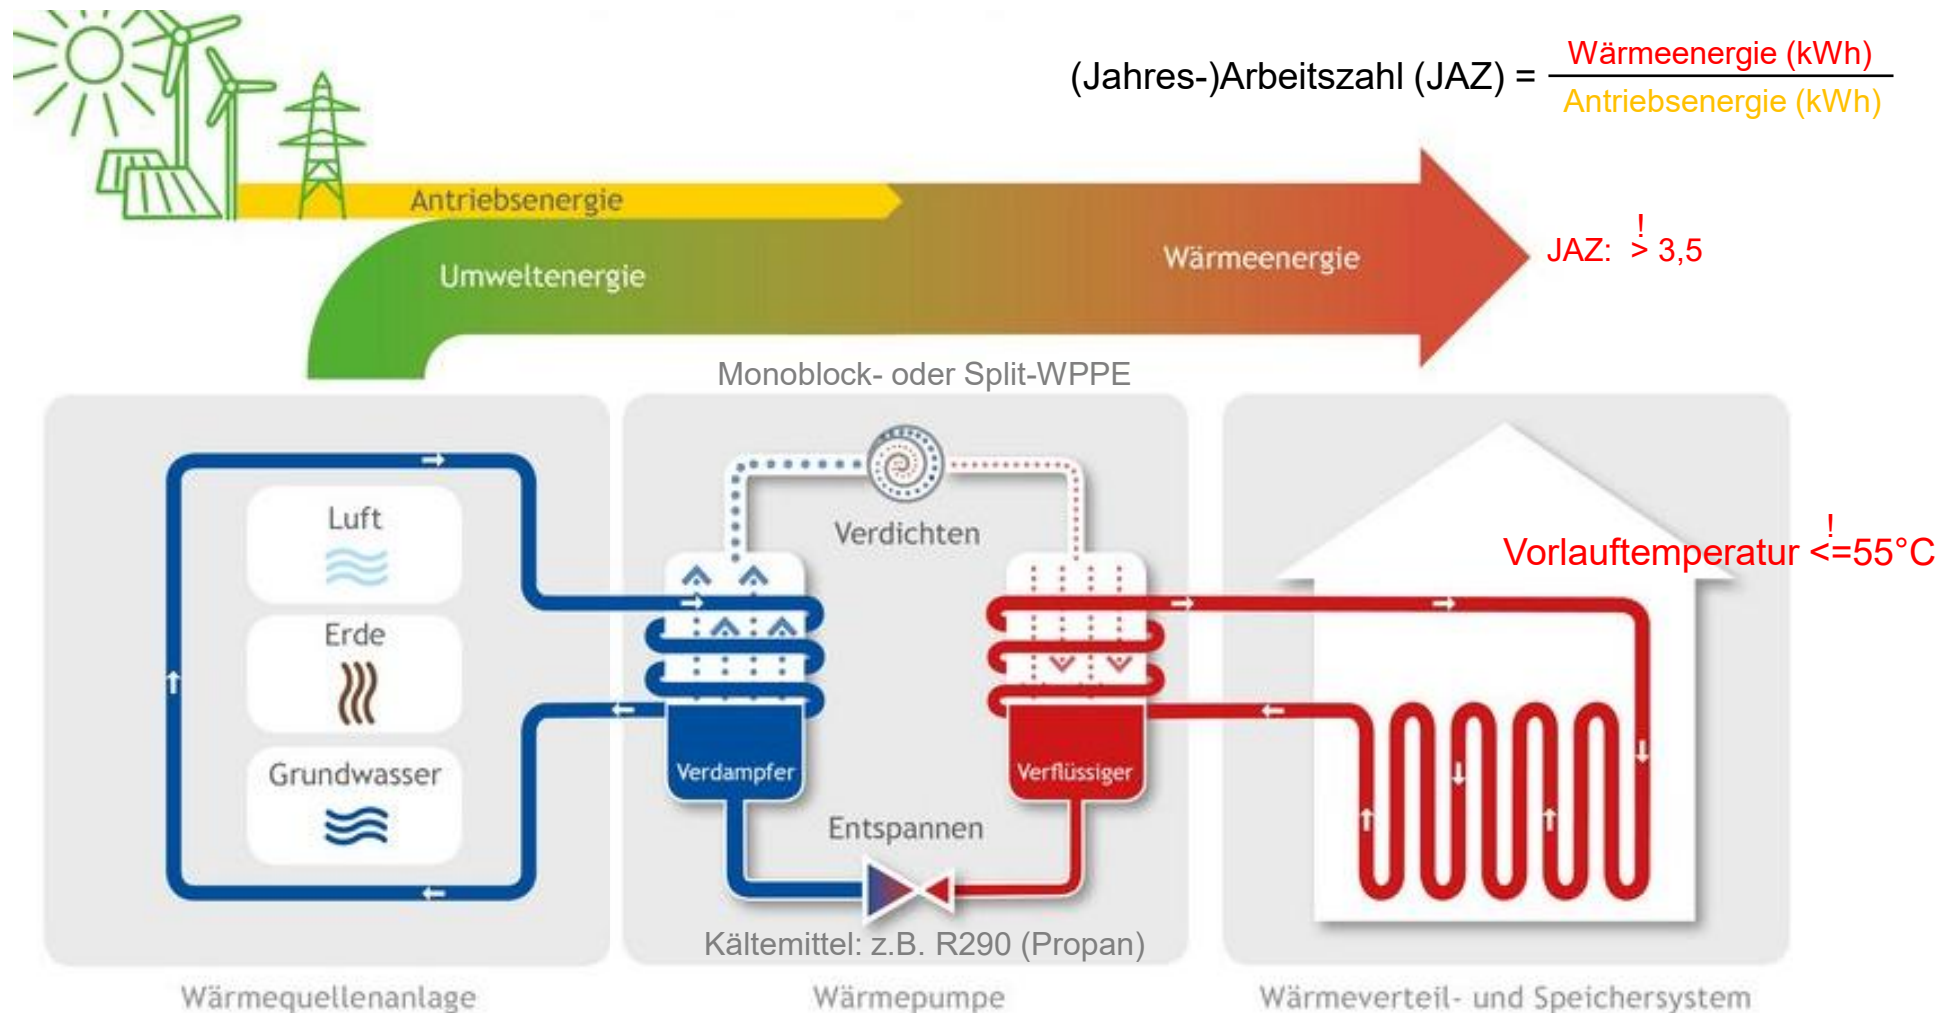 (Jahres-)Arbeitszahl (JAZ) =
Wärmeenergie (kWh)
Antriebsenergie (kWh)
Antriebsenergie
Umweltenergie
Wärmeenergie
!
JAZ: > 3,5
Monoblock- oder Split-WPPE
Luft
Erde
Grundwasser
Verdichten
Verdampfer
Verflüssiger
Entspannen
Kältemittel: z.B. R290 (Propan)
!
Vorlauftemperatur <=55°C
Wärmequellenanlage
Wärmepumpe
Wärmeverteil- und Speichersystem